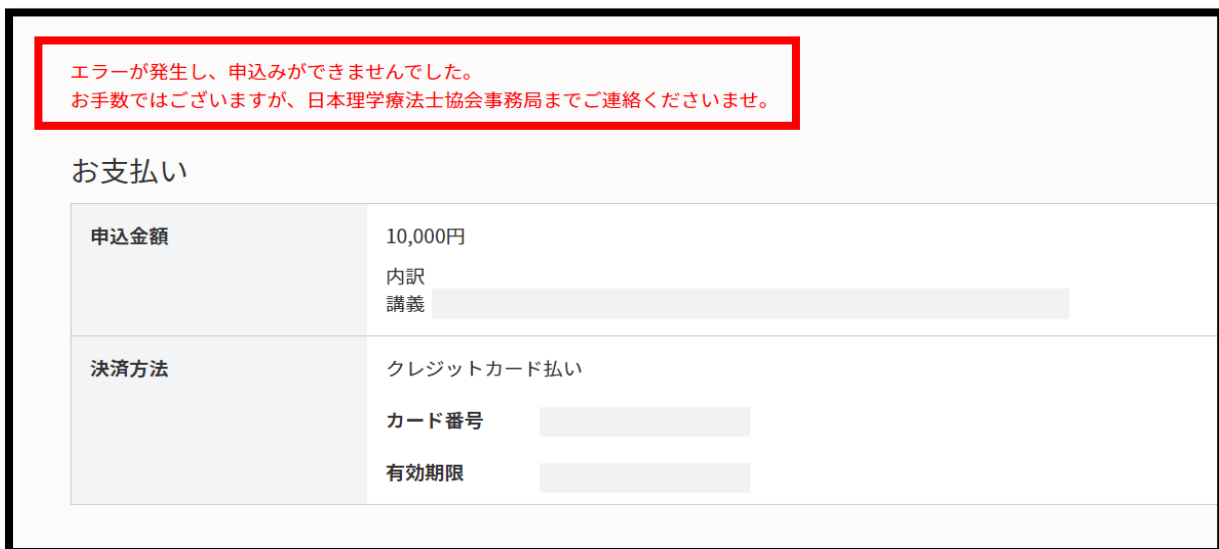 エラーが発生し、申込みができませんでした。
お手数ではございますが、日本理学療法士協会事務局までご連絡くださいませ。
お支払い
申込金額
10,000円
内訳
講義
決済方法
クレジットカード払い
カード番号
有効期限